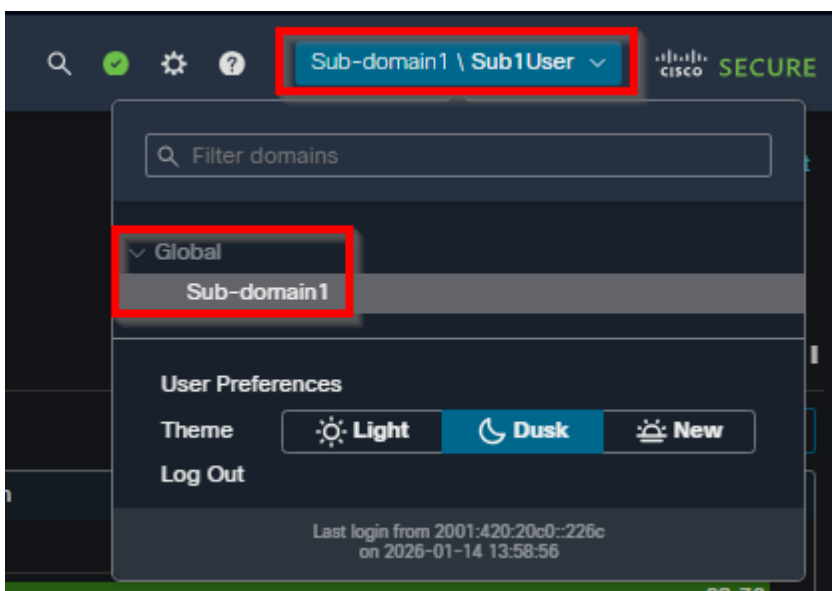 Sub-domain1 \ Sub1User
cisco SECURE
Filter domains
Global
Sub-domain1
User Preferences
Theme Light Dusk New
Log Out
Last login from 2001:420:20c0::226c
on 2026-01-14 13:58:56